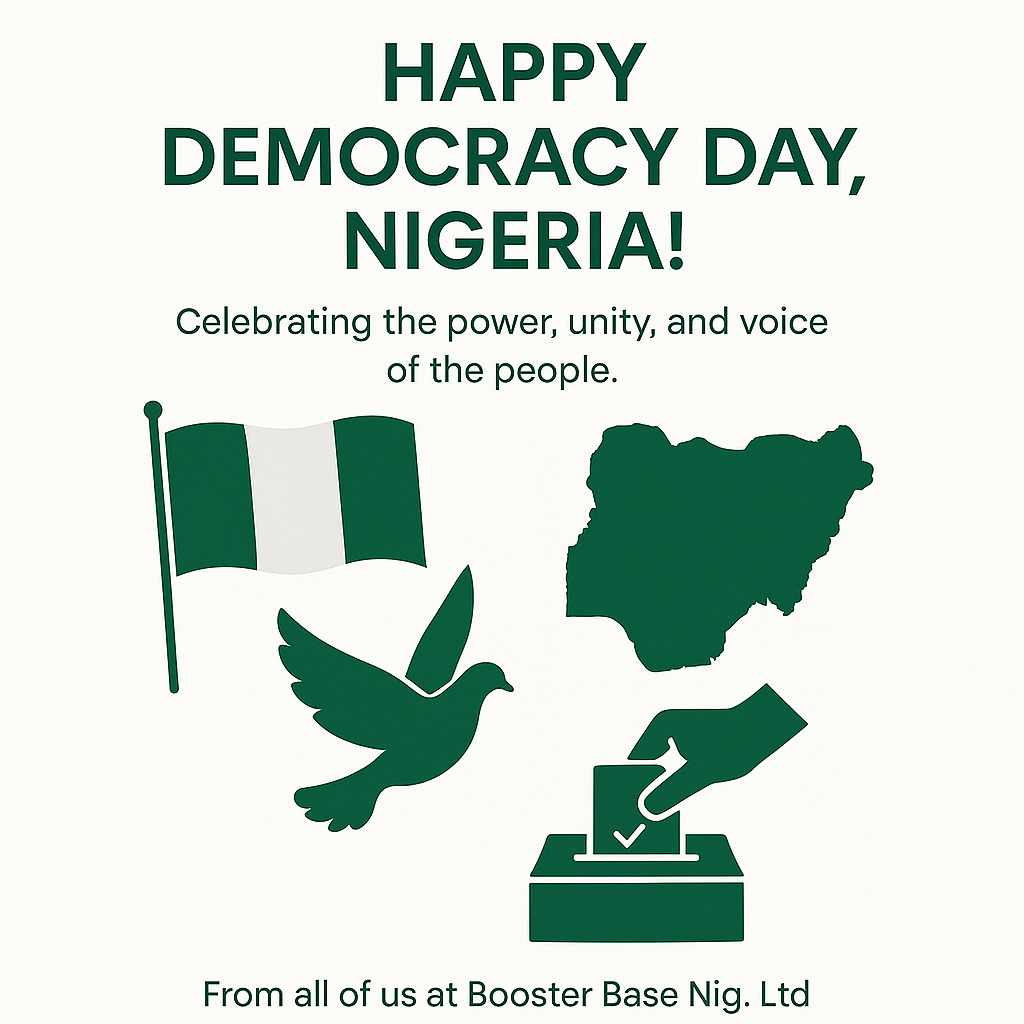 HAPPY
DEMOCRACY DAY,
NIGERIA!
Celebrating the power, unity, and voice
of the people.
From all of us at Booster Base Nig. Ltd